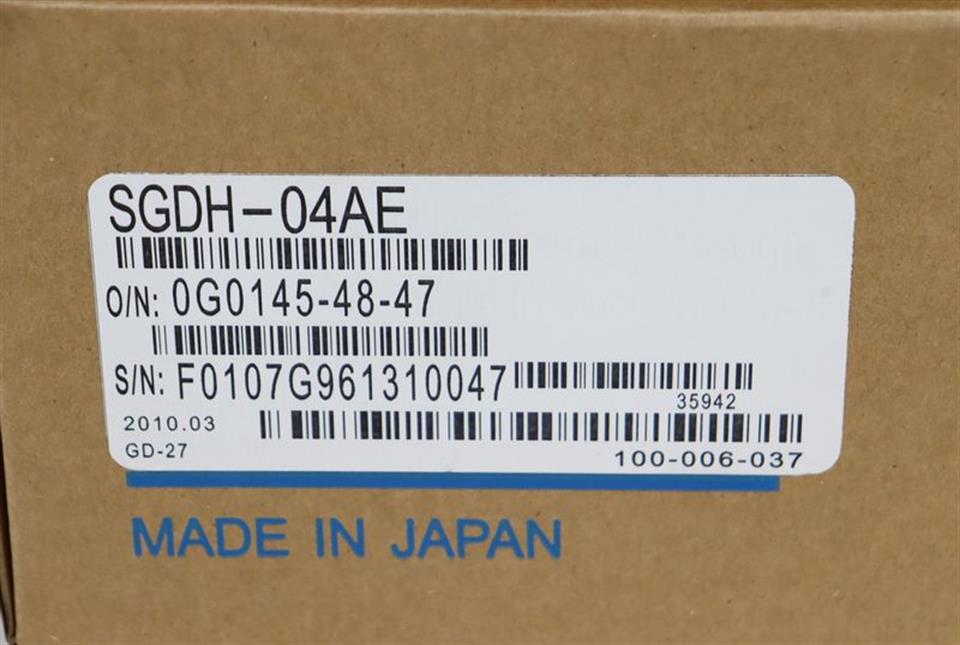 SGDH-04AE
O/N: 0G0145-48-47
S/N: F0107G961310047
35942
2010.03
GD-27
100-006-037
MADE IN JAPAN